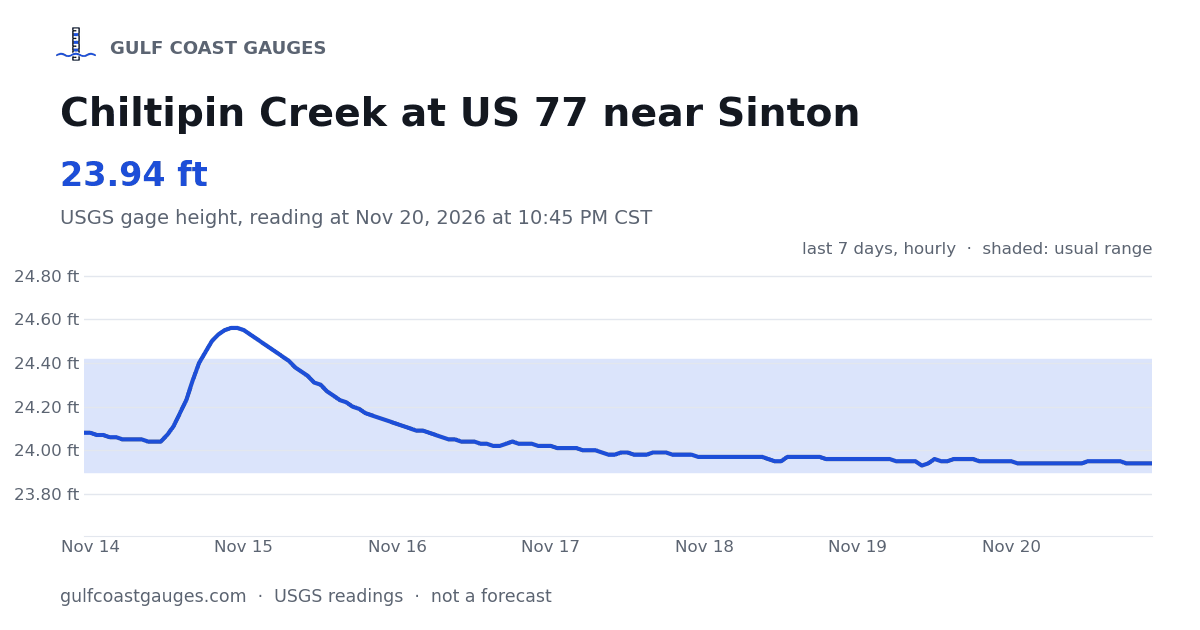 GULF COAST GAUGES
Chiltipin Creek at US 77 near Sinton
23.94 ft
USGS gage height, reading at Nov 20, 2026 at 10:45 PM CST
last 7 days, hourly · shaded: usual range
24.80 ft
24.60 ft
24.40 ft
24.20 ft
24.00 ft
23.80 ft
Nov 14 Nov 15 Nov 16 Nov 17 Nov 18 Nov 19 Nov 20
gulfcoastgauges.com · USGS readings · not a forecast